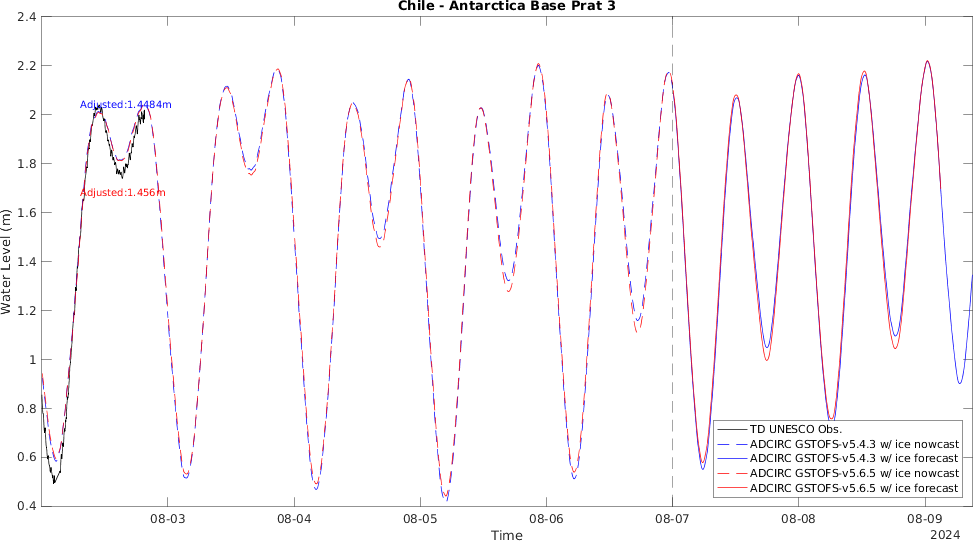 Chile - Antarctica Base Prat 3
2.4
2.2
2
1.8
1.6
1.4
1.2
1
0.8
0.6
0.4
Water Level (m)
Adjusted:1.4484m
Adjusted:1.456m
TD UNESCO Obs.
ADCIRC GSTOFS-v5.4.3 w/ ice nowcast
ADCIRC GSTOFS-v5.4.3 w/ ice forecast
ADCIRC GSTOFS-v5.6.5 w/ ice nowcast
ADCIRC GSTOFS-v5.6.5 w/ ice forecast
08-03 08-04 08-05 08-06 08-07 08-08 08-09
Time
2024